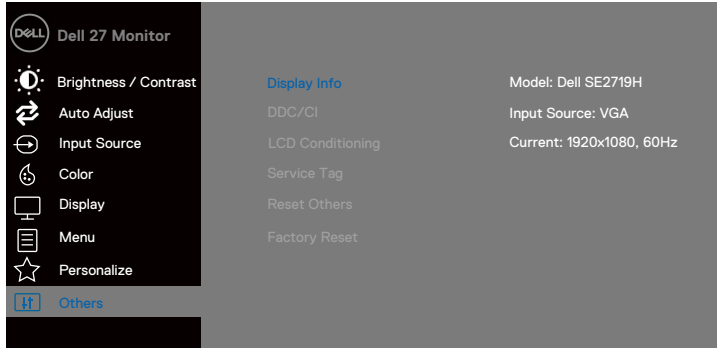 DELL Dell 27 Monitor
Brightness / Contrast
Auto Adjust
Input Source
Color
Display
Menu
Personalize
Others
Display Info
DDC/CI
LCD Conditioning
Service Tag
Reset Others
Factory Reset
Model: Dell SE2719H
Input Source: VGA
Current: 1920x1080, 60Hz